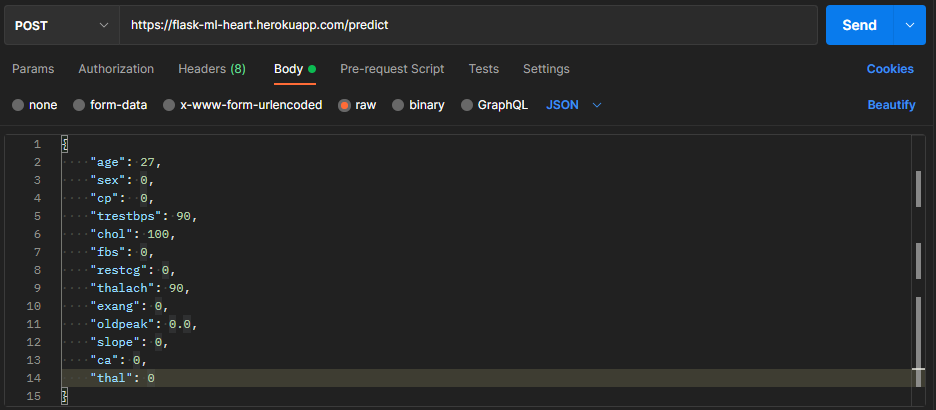 POST https://flask-ml-heart.herokuapp.com/predict Send
Params Authorization Headers (8) Body Pre-request Script Tests Settings Cookies
none form-data x-www-form-urlencoded raw binary GraphQL JSON Beautify
1 {
2 "age": 27,
3 "sex": 0,
4 "cp": 0,
5 "trestbps": 90,
6 "chol": 100,
7 "fbs": 0,
8 "restcg": 0,
9 "thalach": 90,
10 "exang": 0,
11 "oldpeak": 0.0,
12 "slope": 0,
13 "ca": 0,
14 "thal": 0
15 }